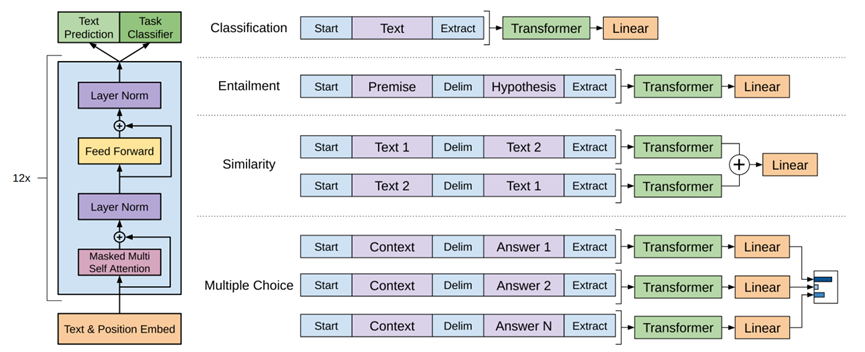 Text Prediction
Task Classifier
Layer Norm
+
Feed Forward
12x
Layer Norm
+
Masked Multi Self Attention
Text & Position Embed
Classification
Start Text Extract Transformer Linear
Entailment
Start Premise Delim Hypothesis Extract Transformer Linear
Similarity
Start Text 1 Delim Text 2 Extract Transformer
+ Linear
Start Text 2 Delim Text 1 Extract Transformer
Multiple Choice
Start Context Delim Answer 1 Extract Transformer Linear
Start Context Delim Answer 2 Extract Transformer Linear
Start Context Delim Answer N Extract Transformer Linear